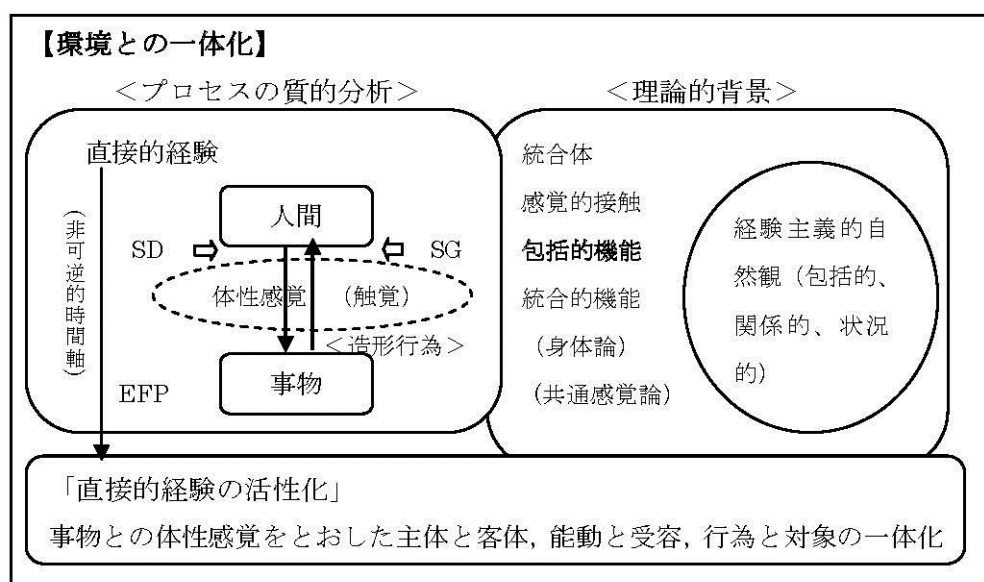 【環境との一体化】
＜プロセスの質的分析＞
直接的経験
(非可逆的時間軸)
人間
SD
SG
体性感覚 (触覚)
＜造形行為＞
事物
EFP
＜理論的背景＞
統合体
感覚的接触
包括的機能
統合的機能
(身体論)
(共通感覚論)
経験主義的自
然観（包括的、
関係的、状況
的）
「直接的経験の活性化」
事物との体性感覚をとおした主体と客体, 能動と受容, 行為と対象の一体化